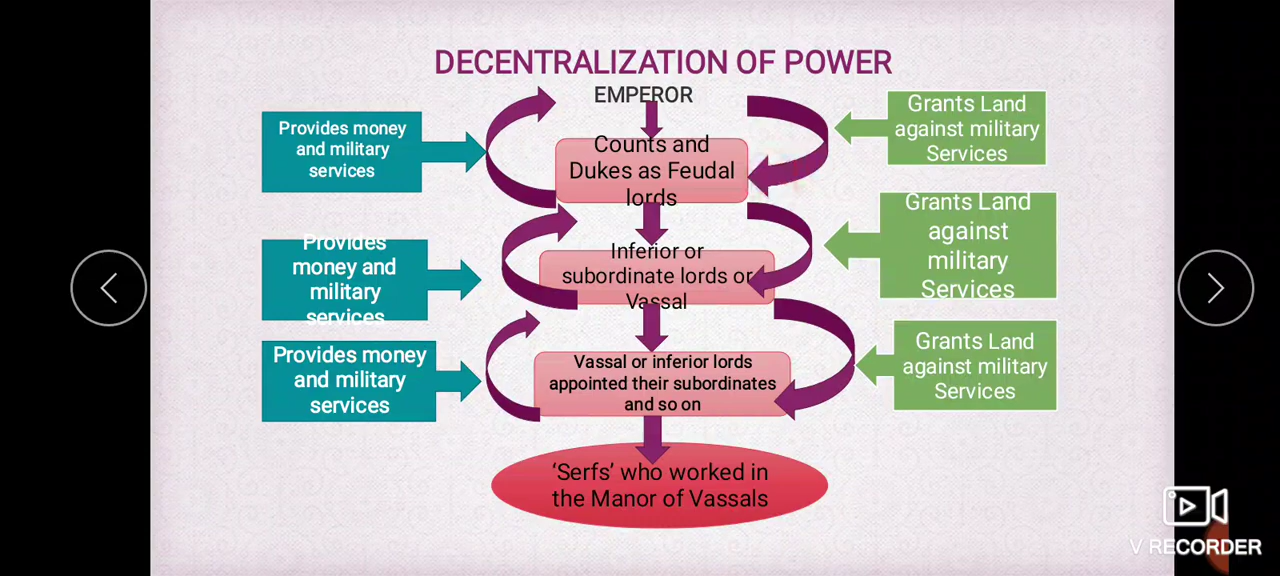 DECENTRALIZATION OF POWER
EMPEROR
Provides money
and military
services
Counts and
Dukes as Feudal
lords
Grants Land
against military
Services
Provides
money and
military
services
Inferior or
subordinate lords or
Vassal
Grants Land
against
military
Services
Provides money
and military
services
Vassal or inferior lords
appointed their subordinates
and so on
Grants Land
against military
Services
‘Serfs’ who worked in
the Manor of Vassals
V RECORDER